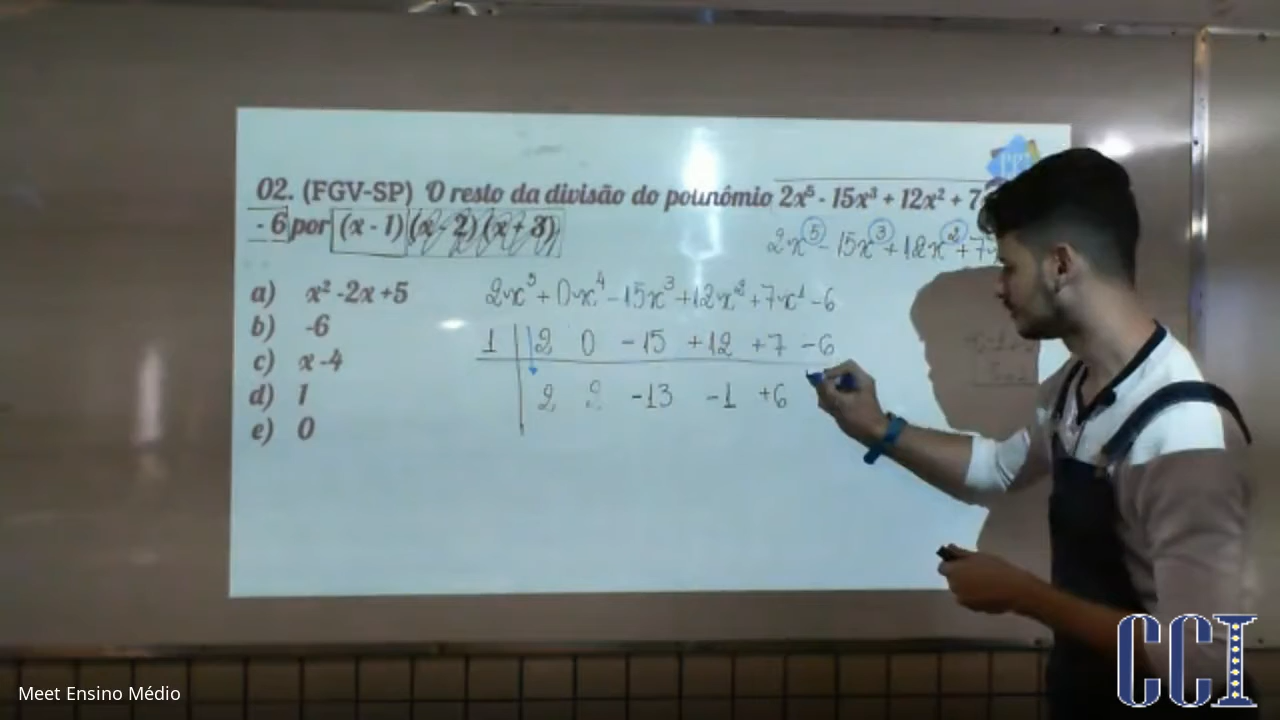 02. (FGV-SP) O resto da divisão do polinômio 2x⁵ - 15x³ + 12x² + 7
- 6 por (x - 1) (x - 2) (x + 3)
2x⁵ - 15x³ + 12x² + 7x
a) x² -2x +5
2x⁵ + 0x⁴ - 15x³ + 12x² + 7x¹ - 6
b) -6
1 2 0 -15 +12 +7 -6
c) x -4
d) 1
2 2 -13 -1 +6
e) 0
CCI
Meet Ensino Médio